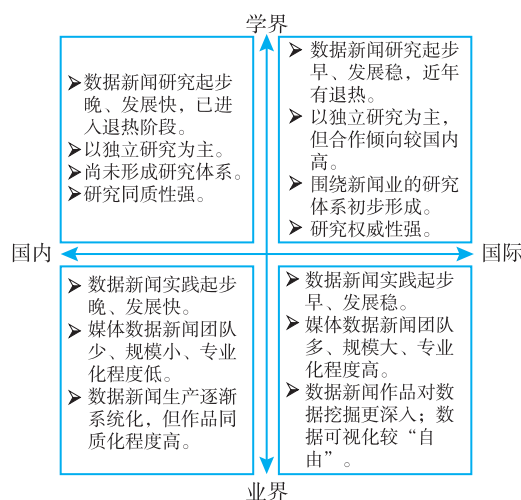 学界
➤数据新闻研究起步
晚、发展快，已进
入退热阶段。
➤以独立研究为主。
➤尚未形成研究体系。
➤研究同质性强。
➤ 数据新闻研究起步
早、发展稳，近年
有退热。
➤ 以独立研究为主，
但合作倾向较国内
高。
➤ 围绕新闻业的研究
体系初步形成。
➤ 研究权威性强。
国内
国际
➤ 数据新闻实践起步
晚、发展快。
➤ 媒体数据新闻团队
少、规模小、专业
化程度低。
➤ 数据新闻生产逐渐
系统化，但作品同
质化程度高。
➤ 数据新闻实践起步
早、发展稳。
➤ 媒体数据新闻团队
多、规模大、专业
化程度高。
➤ 数据新闻作品对数
据挖掘更深入；数
据可视化较“自
由”。
业界